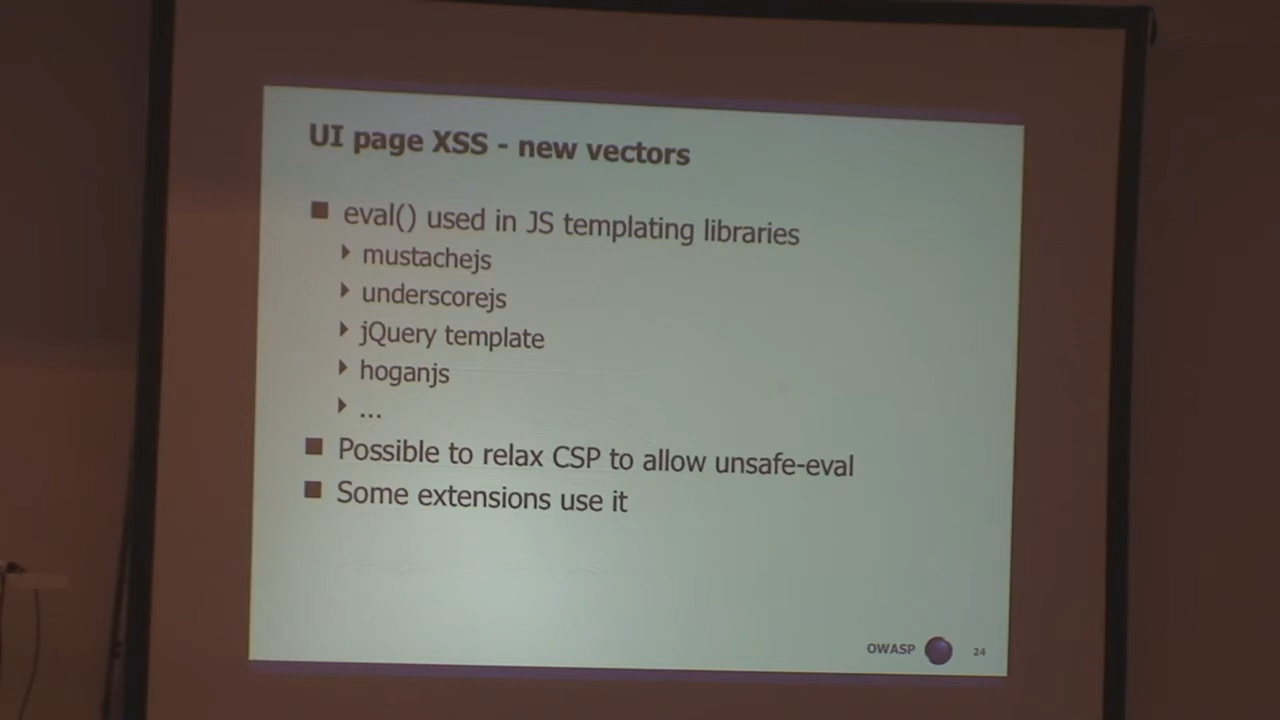 UI page XSS - new vectors
eval() used in JS templating libraries
mustachejs
underscorejs
jQuery template
hoganjs
...
Possible to relax CSP to allow unsafe-eval
Some extensions use it
OWASP 24